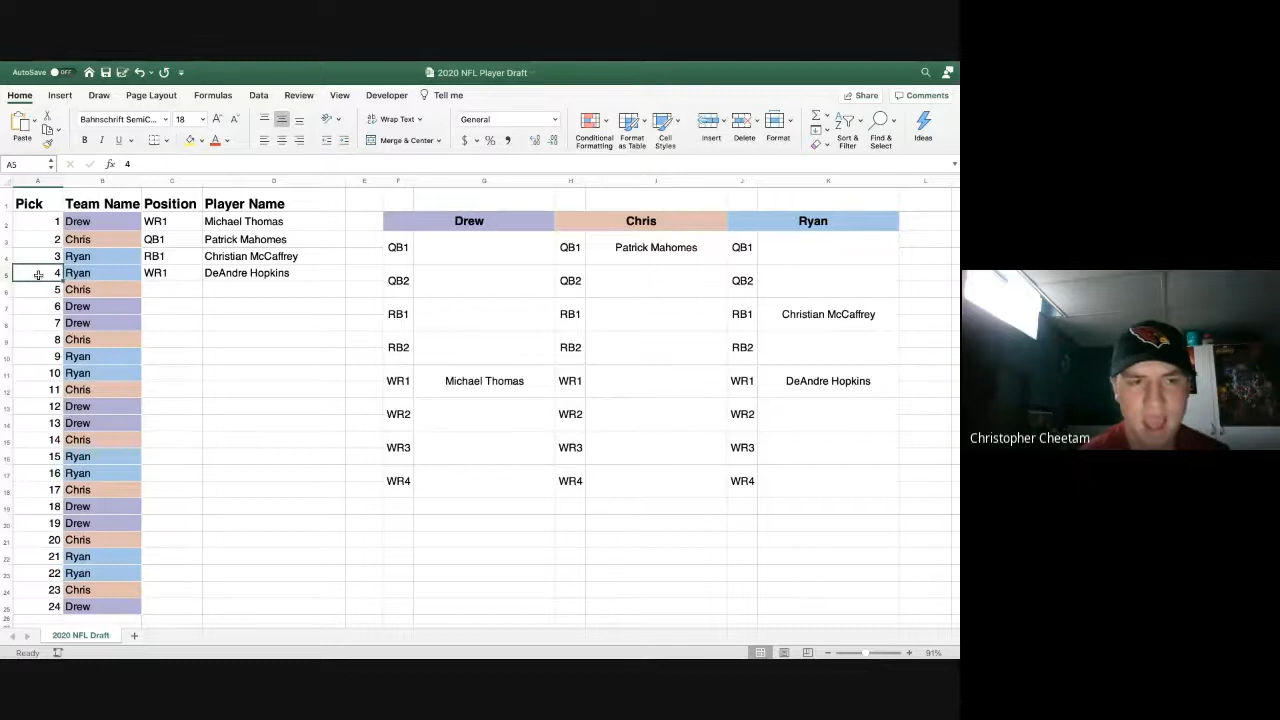 AutoSave OFF
2020 NFL Player Draft
Home Insert Draw Page Layout Formulas Data Review View Developer Tell me Share Comments
Paste Bahnschrift SemiC... 18 A A Wrap Text General Conditional Formatting Format as Table Cell Styles Insert Delete Format Sort & Filter Find & Select Ideas
B I U A Merge & Center $ % ,
A5 fx 4
A B C D E F G H I J K L
Pick Team Name Position Player Name
1 Drew WR1 Michael Thomas Drew Chris Ryan
2 Chris QB1 Patrick Mahomes QB1 QB1 Patrick Mahomes QB1
3 Ryan RB1 Christian McCaffrey
4 Ryan WR1 DeAndre Hopkins QB2 QB2 QB2
5 Chris
6 Drew RB1 RB1 RB1 Christian McCaffrey
7 Drew
8 Chris RB2 RB2 RB2
9 Ryan
10 Ryan WR1 Michael Thomas WR1 WR1 DeAndre Hopkins
11 Chris
12 Drew WR2 WR2 WR2
13 Drew
14 Chris WR3 WR3 WR3
15 Ryan
16 Ryan WR4 WR4 WR4
17 Chris
18 Drew
19 Drew
20 Chris
21 Ryan
22 Ryan
23 Chris
24 Drew
2020 NFL Draft +
Ready 91%
Christopher Cheetam